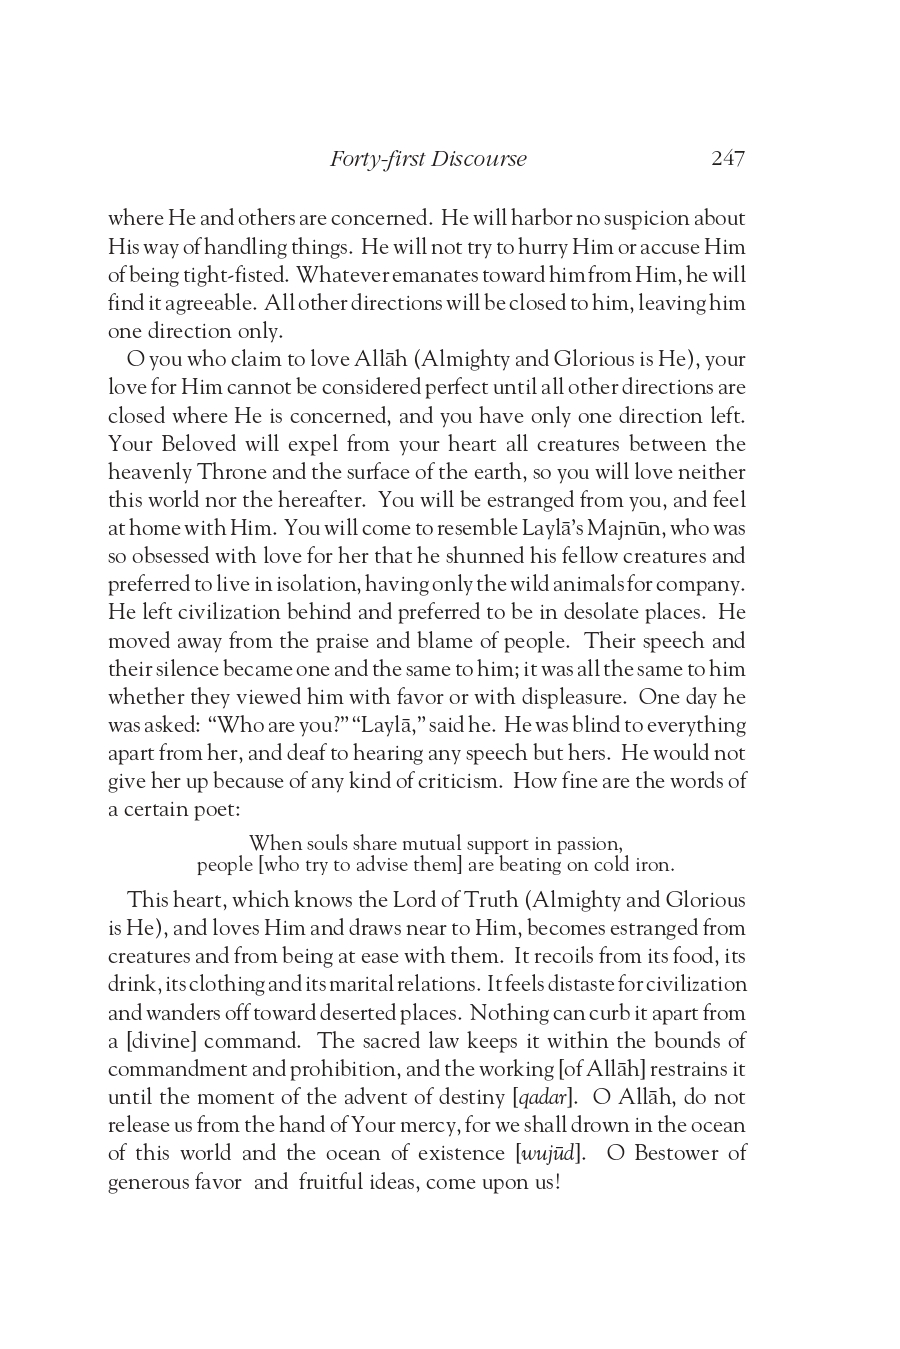 Forty-first Discourse 247
where He and others are concerned. He will harbor no suspicion about
His way of handling things. He will not try to hurry Him or accuse Him
of being tight-fisted. Whatever emanates toward him from Him, he will
find it agreeable. All other directions will be closed to him, leaving him
one direction only.
O you who claim to love Allāh (Almighty and Glorious is He), your
love for Him cannot be considered perfect until all other directions are
closed where He is concerned, and you have only one direction left.
Your Beloved will expel from your heart all creatures between the
heavenly Throne and the surface of the earth, so you will love neither
this world nor the hereafter. You will be estranged from you, and feel
at home with Him. You will come to resemble Laylā's Majnūn, who was
so obsessed with love for her that he shunned his fellow creatures and
preferred to live in isolation, having only the wild animals for company.
He left civilization behind and preferred to be in desolate places. He
moved away from the praise and blame of people. Their speech and
their silence became one and the same to him; it was all the same to him
whether they viewed him with favor or with displeasure. One day he
was asked: “Who are you?” “Laylā,” said he. He was blind to everything
apart from her, and deaf to hearing any speech but hers. He would not
give her up because of any kind of criticism. How fine are the words of
a certain poet:
When souls share mutual support in passion,
people [who try to advise them] are beating on cold iron.
This heart, which knows the Lord of Truth (Almighty and Glorious
is He), and loves Him and draws near to Him, becomes estranged from
creatures and from being at ease with them. It recoils from its food, its
drink, its clothing and its marital relations. It feels distaste for civilization
and wanders off toward deserted places. Nothing can curb it apart from
a [divine] command. The sacred law keeps it within the bounds of
commandment and prohibition, and the working [of Allāh] restrains it
until the moment of the advent of destiny [qadar]. O Allāh, do not
release us from the hand of Your mercy, for we shall drown in the ocean
of this world and the ocean of existence [wujūd]. O Bestower of
generous favor and fruitful ideas, come upon us!